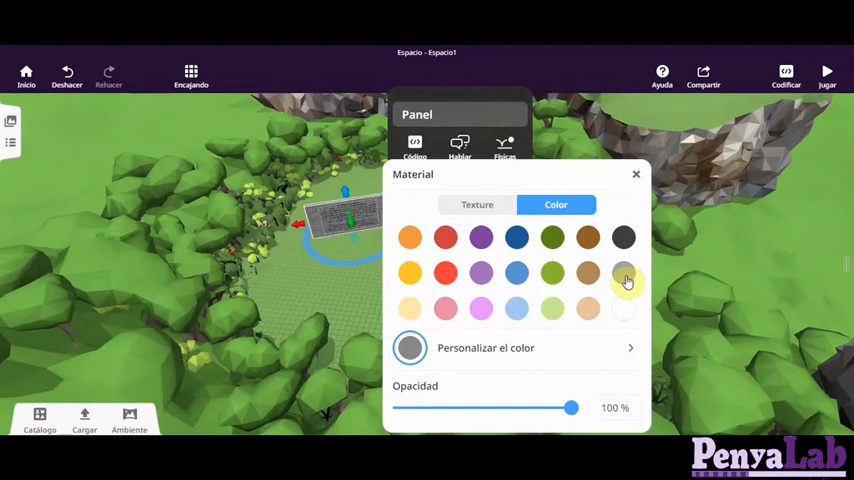 Espacio - Espacio1
Inicio
Deshacer
Rehacer
Encajando
Ayuda
Compartir
Codificar
Jugar
Panel
Código
Hablar
Físicas
Material
Texture
Color
Personalizar el color
Opacidad
100 %
Catálogo
Cargar
Ambiente
PenyaLab